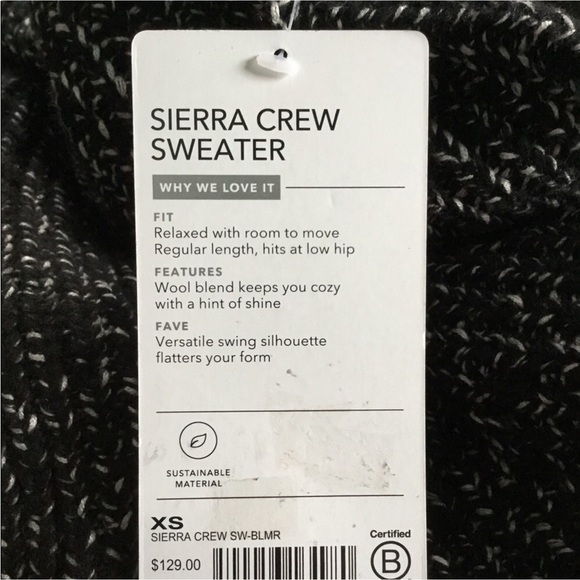 SIERRA CREW
SWEATER
WHY WE LOVE IT
FIT
Relaxed with room to move
Regular length, hits at low hip
FEATURES
Wool blend keeps you cozy
with a hint of shine
FAVE
Versatile swing silhouette
flatters your form
SUSTAINABLE
MATERIAL
XS
SIERRA CREW SW-BLMR
$129.00
Certified
B